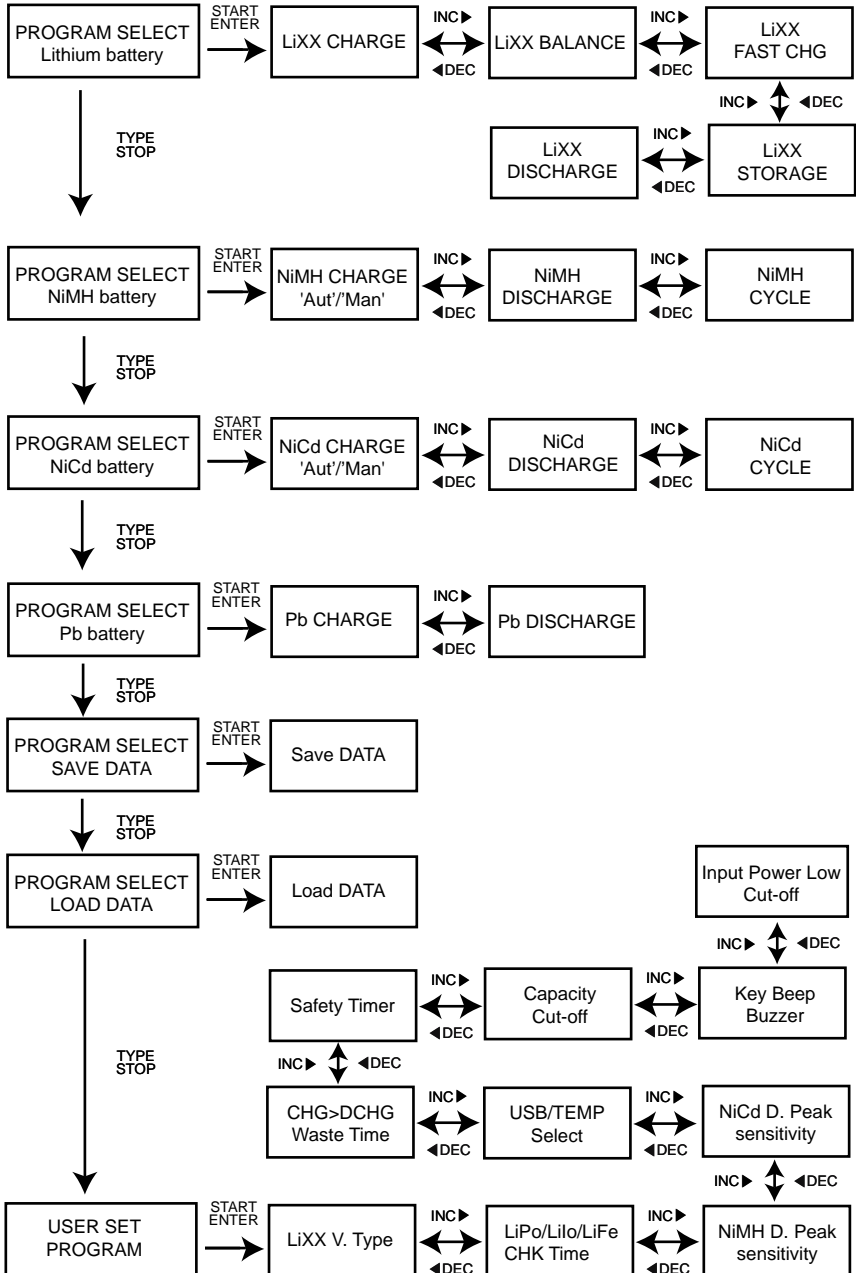 PROGRAM SELECT
Lithium battery
START
ENTER
LiXX CHARGE
INC▶
◀DEC
LiXX BALANCE
INC▶
◀DEC
LiXX
FAST CHG
INC▶ ◀DEC
TYPE
STOP
LiXX
DISCHARGE
INC▶
◀DEC
LiXX
STORAGE
PROGRAM SELECT
NiMH battery
START
ENTER
NiMH CHARGE
'Aut'/'Man'
INC▶
◀DEC
NiMH
DISCHARGE
INC▶
◀DEC
NiMH
CYCLE
TYPE
STOP
PROGRAM SELECT
NiCd battery
START
ENTER
NiCd CHARGE
'Aut'/'Man'
INC▶
◀DEC
NiCd
DISCHARGE
INC▶
◀DEC
NiCd
CYCLE
TYPE
STOP
PROGRAM SELECT
Pb battery
START
ENTER
Pb CHARGE
INC▶
◀DEC
Pb DISCHARGE
TYPE
STOP
PROGRAM SELECT
SAVE DATA
START
ENTER
Save DATA
TYPE
STOP
PROGRAM SELECT
LOAD DATA
START
ENTER
Load DATA
Input Power Low
Cut-off
INC▶ ◀DEC
Safety Timer
INC▶
◀DEC
Capacity
Cut-off
INC▶
◀DEC
Key Beep
Buzzer
TYPE
STOP
INC▶ ◀DEC
CHG>DCHG
Waste Time
INC▶
◀DEC
USB/TEMP
Select
INC▶
◀DEC
NiCd D. Peak
sensitivity
INC▶ ◀DEC
USER SET
PROGRAM
START
ENTER
LiXX V. Type
INC▶
◀DEC
LiPo/LiIo/LiFe
CHK Time
INC▶
◀DEC
NiMH D. Peak
sensitivity